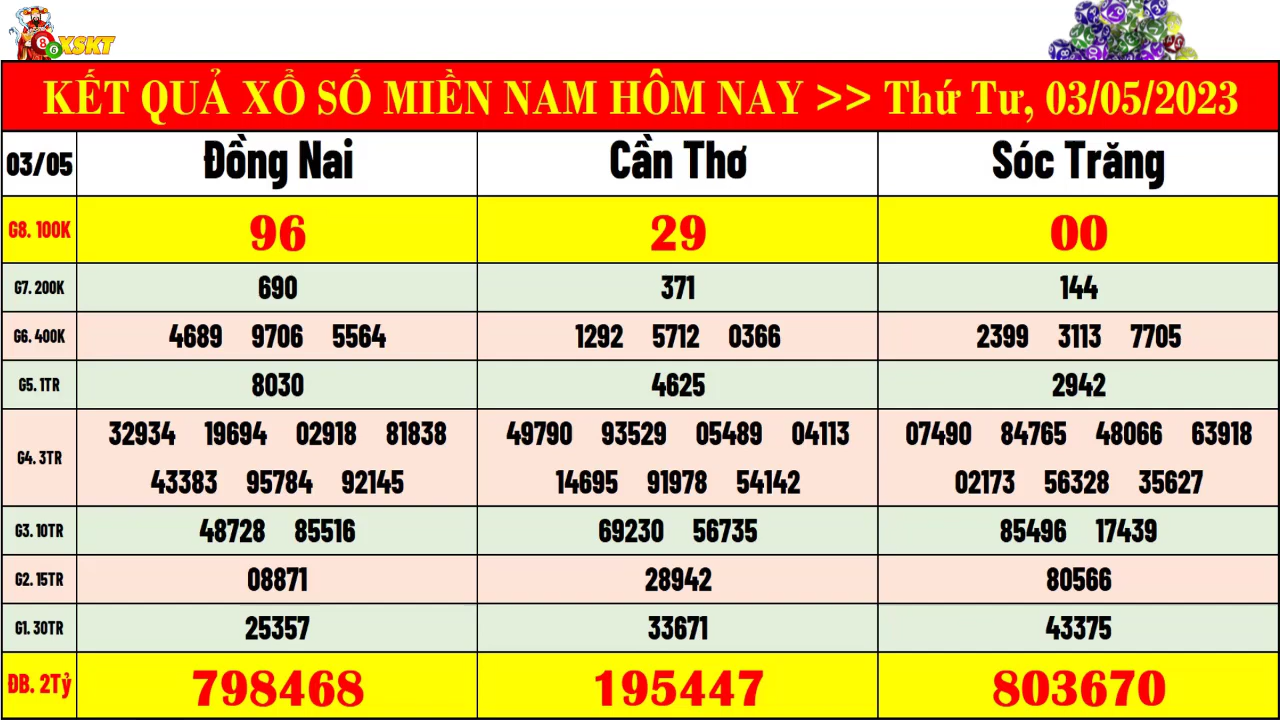 XSKT
KẾT QUẢ XỔ SỐ MIỀN NAM HÔM NAY >> Thứ Tư, 03/05/2023
03/05 Đồng Nai Cần Thơ Sóc Trăng
G8. 100K 96 29 00
G7. 200K 690 371 144
G6. 400K 4689 9706 5564 1292 5712 0366 2399 3113 7705
G5. 1TR 8030 4625 2942
G4. 3TR 32934 19694 02918 81838 49790 93529 05489 04113 07490 84765 48066 63918
43383 95784 92145 14695 91978 54142 02173 56328 35627
G3. 10TR 48728 85516 69230 56735 85496 17439
G2. 15TR 08871 28942 80566
G1. 30TR 25357 33671 43375
ĐB. 2Tỷ 798468 195447 803670